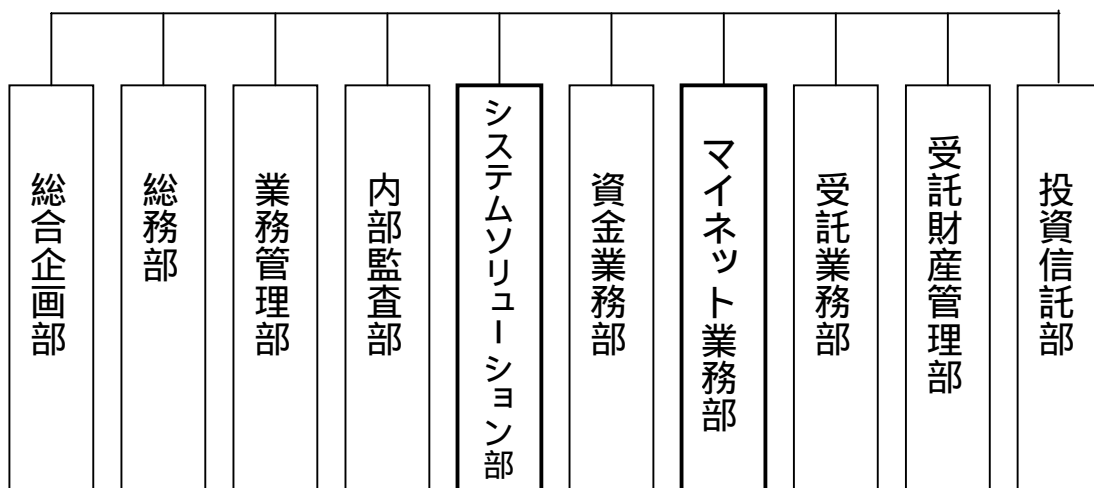 総合企画部
総務部
業務管理部
内部監査部
システムソリューション部
資金業務部
マイネット業務部
受託業務部
受託財産管理部
投資信託部